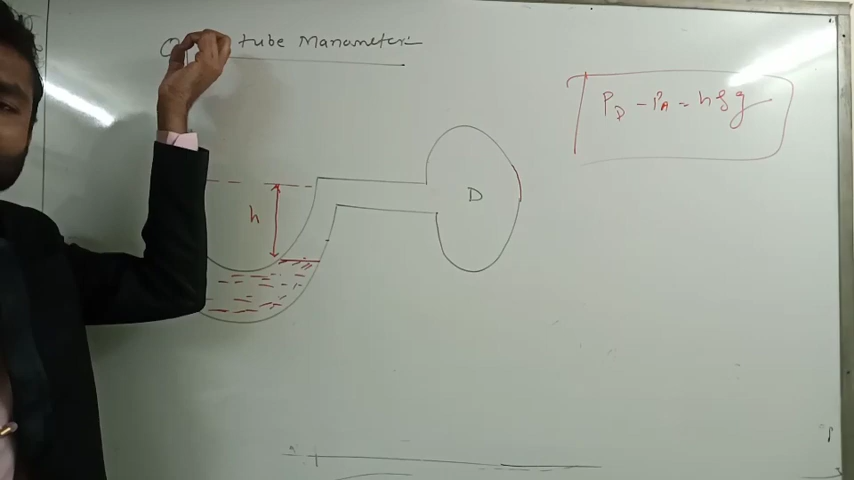 tube Manometer:
P_D - P_A = hρg
h
D